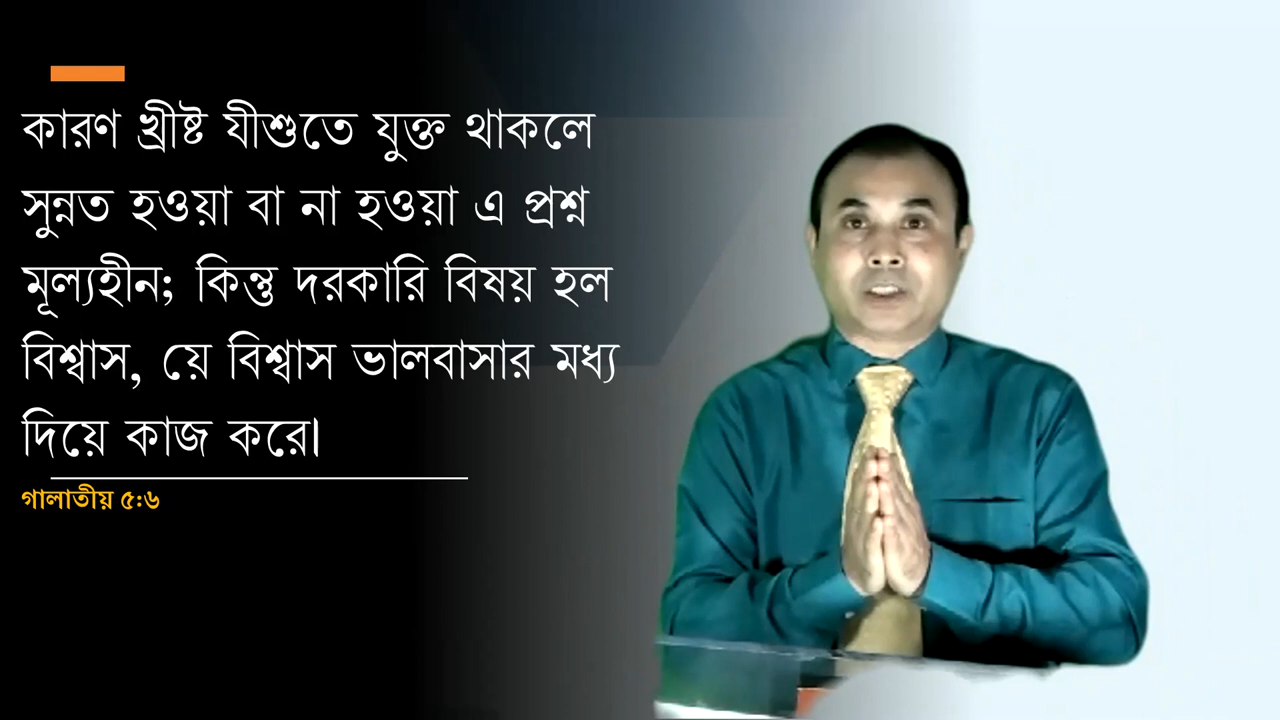 কারণ খ্রীষ্ট যীশুতে যুক্ত থাকলে
সুন্নত হওয়া বা না হওয়া এ প্রশ্ন
মূল্যহীন; কিন্তু দরকারি বিষয় হল
বিশ্বাস, য়ে বিশ্বাস ভালবাসার মধ্য
দিয়ে কাজ করে।
গালাতীয় ৫:৬